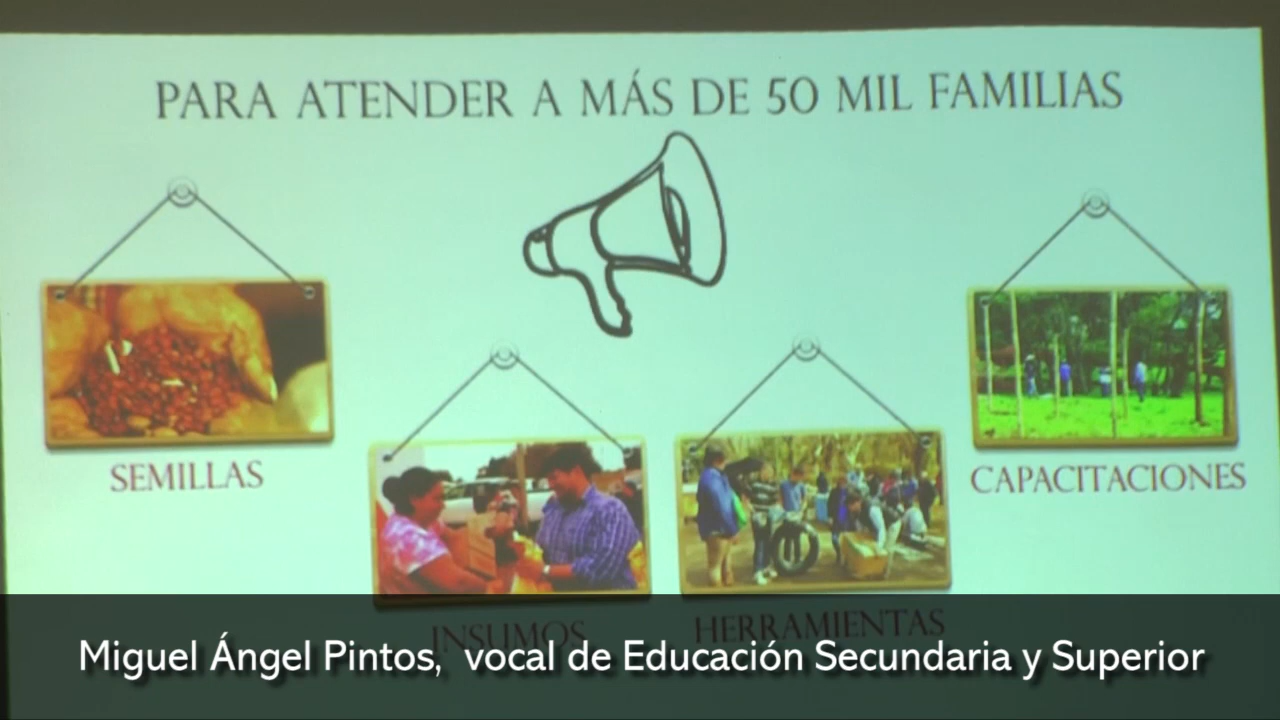 PARA ATENDER A MÁS DE 50 MIL FAMILIAS
SEMILLAS
CAPACITACIONES
INSUMOS
HERRAMIENTAS
Miguel Ángel Pintos, vocal de Educación Secundaria y Superior